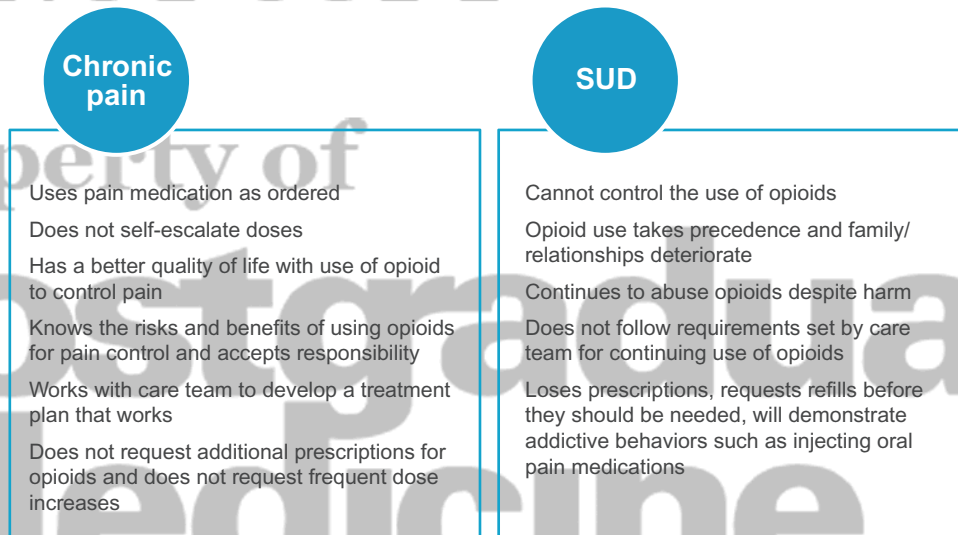 Chronic
pain
Uses pain medication as ordered
Does not self-escalate doses
Has a better quality of life with use of opioid
to control pain
Knows the risks and benefits of using opioids
for pain control and accepts responsibility
Works with care team to develop a treatment
plan that works
Does not request additional prescriptions for
opioids and does not request frequent dose
increases
SUD
Cannot control the use of opioids
Opioid use takes precedence and family/
relationships deteriorate
Continues to abuse opioids despite harm
Does not follow requirements set by care
team for continuing use of opioids
Loses prescriptions, requests refills before
they should be needed, will demonstrate
addictive behaviors such as injecting oral
pain medications
perty of
ostgradua
edicine